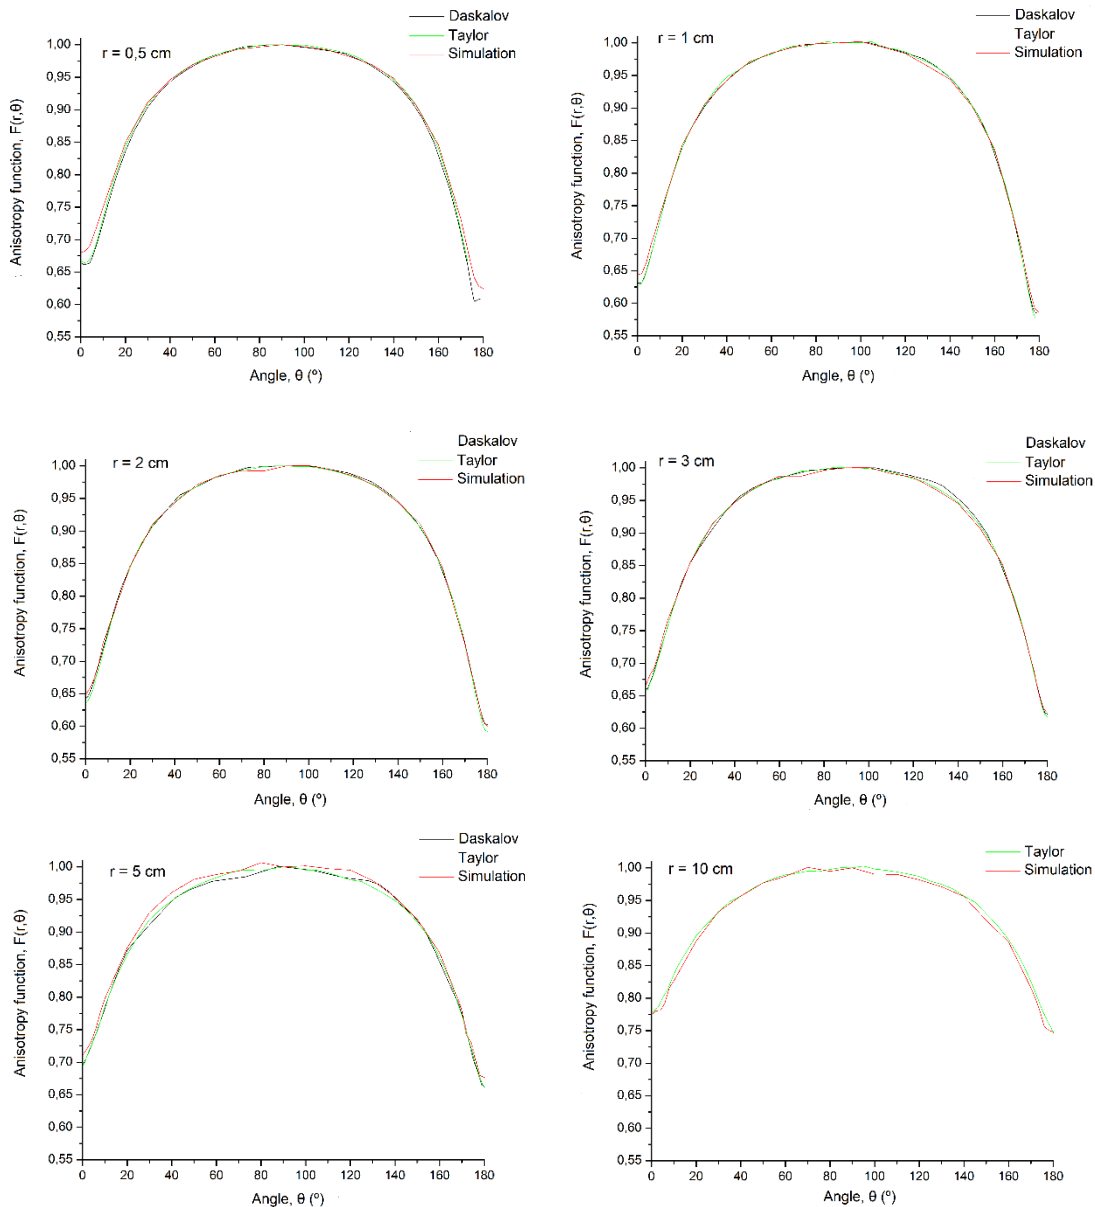 Daskalov
Taylor
Simulation
r = 0,5 cm
1,00
0,95
0,90
0,85
0,80
0,75
0,70
0,65
0,60
0,55
Anisotropy function, F(r,θ)
0 20 40 60 80 100 120 140 160 180
Angle, θ (º)
Daskalov
Taylor
Simulation
r = 1 cm
1,00
0,95
0,90
0,85
0,80
0,75
0,70
0,65
0,60
0,55
Anisotropy function, F(r,θ)
0 20 40 60 80 100 120 140 160 180
Angle, θ (º)
Daskalov
Taylor
Simulation
r = 2 cm
1,00
0,95
0,90
0,85
0,80
0,75
0,70
0,65
0,60
0,55
Anisotropy function, F(r,θ)
0 20 40 60 80 100 120 140 160 180
Angle, θ (º)
Daskalov
Taylor
Simulation
r = 3 cm
1,00
0,95
0,90
0,85
0,80
0,75
0,70
0,65
0,60
0,55
Anisotropy function, F(r,θ)
0 20 40 60 80 100 120 140 160 180
Angle, θ (º)
Daskalov
Taylor
Simulation
r = 5 cm
1,00
0,95
0,90
0,85
0,80
0,75
0,70
0,65
0,60
0,55
Anisotropy function, F(r,θ)
0 20 40 60 80 100 120 140 160 180
Angle, θ (º)
Taylor
Simulation
r = 10 cm
1,00
0,95
0,90
0,85
0,80
0,75
0,70
0,65
0,60
0,55
Anisotropy function, F(r,θ)
0 20 40 60 80 100 120 140 160 180
Angle, θ (º)